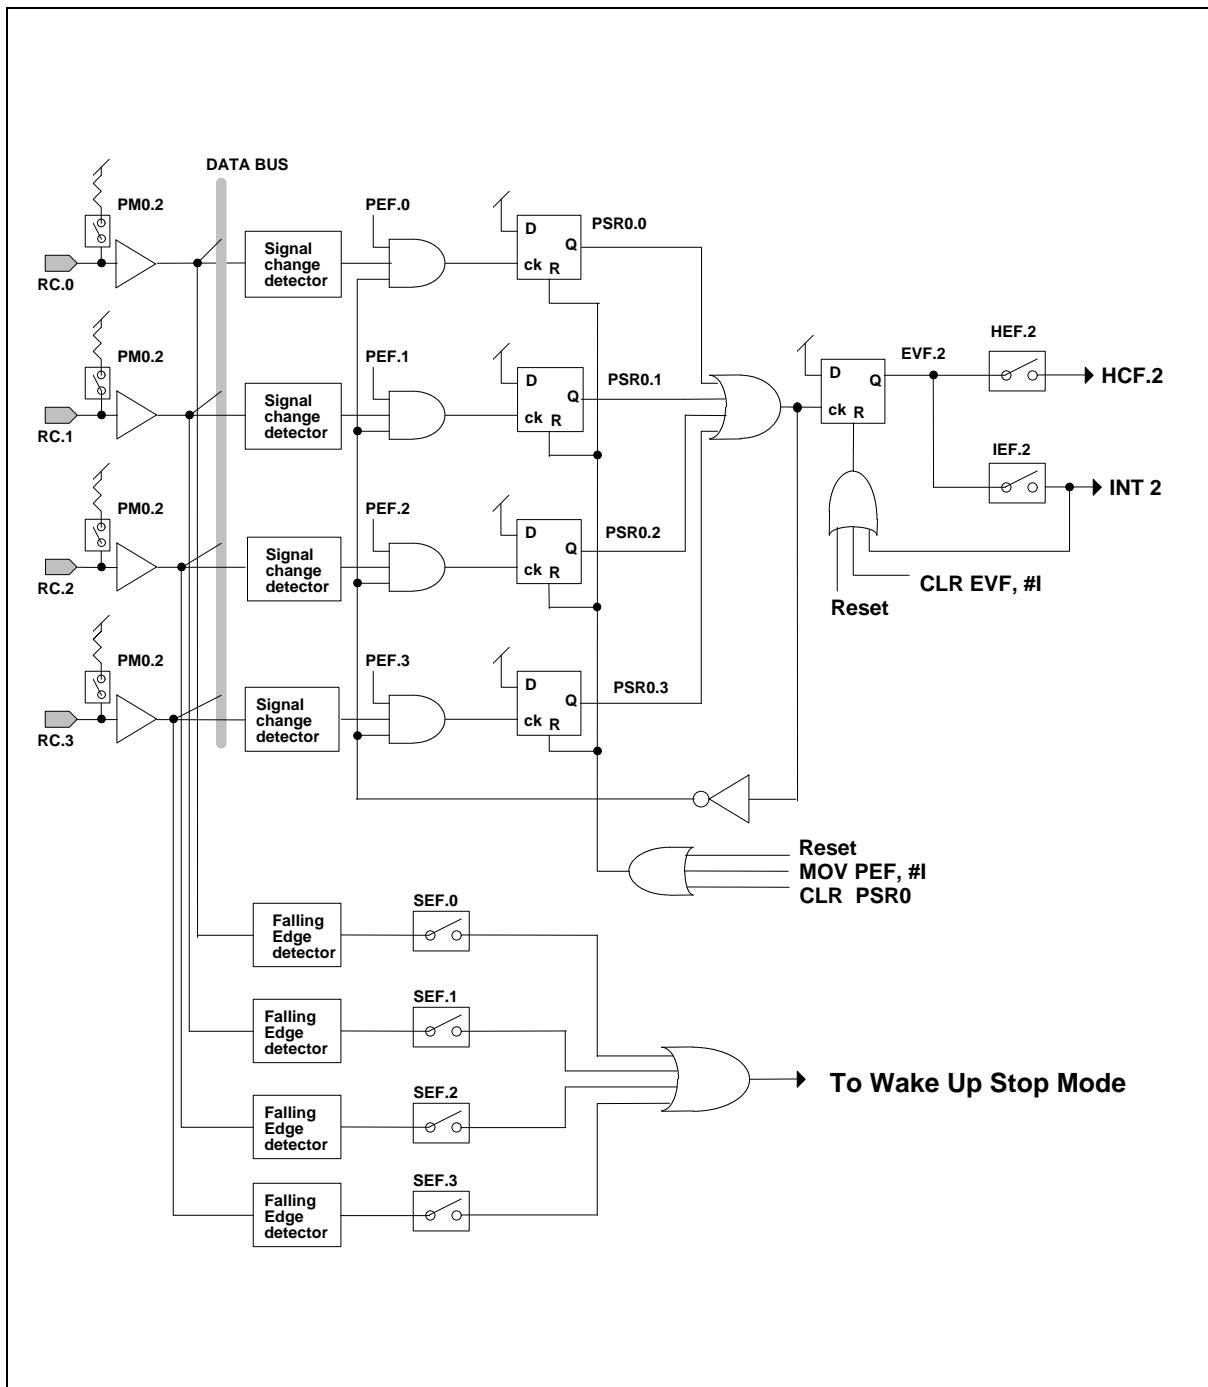 DATA BUS
PM0.2
RC.0
Signal
change
detector
PEF.0
D
Q
ck R
PSR0.0
PM0.2
RC.1
Signal
change
detector
PEF.1
D
Q
ck
R
PSR0.1
PM0.2
RC.2
Signal
change
detector
PEF.2
D
Q
ck
R
PSR0.2
PM0.2
RC.3
Signal
change
detector
PEF.3
D
Q
ck
R
PSR0.3
D
Q
ck R
EVF.2
HEF.2
HCF.2
IEF.2
INT 2
CLR EVF, #I
Reset
Reset
MOV PEF, #I
CLR PSR0
Falling
Edge
detector
SEF.0
Falling
Edge
detector
SEF.1
Falling
Edge
detector
SEF.2
Falling
Edge
detector
SEF.3
To Wake Up Stop Mode